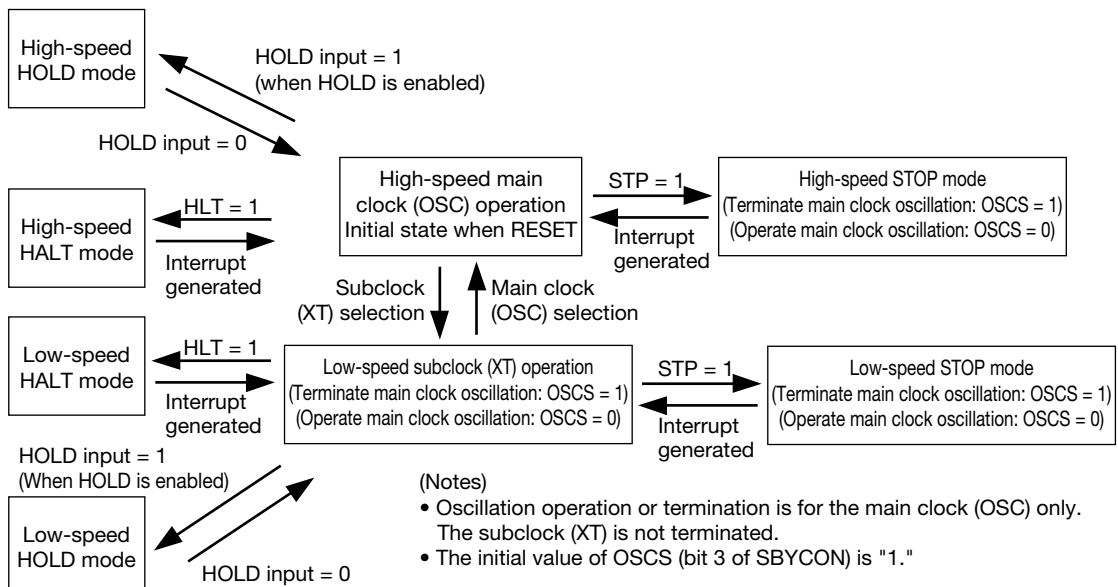 High-speed
HOLD mode
HOLD input = 1
(when HOLD is enabled)
HOLD input = 0
High-speed main
clock (OSC) operation
Initial state when RESET
STP = 1
Interrupt
generated
High-speed STOP mode
(Terminate main clock oscillation: OSCS = 1)
(Operate main clock oscillation: OSCS = 0)
High-speed
HALT mode
HLT = 1
Interrupt
generated
Subclock
(XT) selection
Main clock
(OSC) selection
Low-speed
HALT mode
HLT = 1
Interrupt
generated
Low-speed subclock (XT) operation
(Terminate main clock oscillation: OSCS = 1)
(Operate main clock oscillation: OSCS = 0)
STP = 1
Interrupt
generated
Low-speed STOP mode
(Terminate main clock oscillation: OSCS = 1)
(Operate main clock oscillation: OSCS = 0)
HOLD input = 1
(When HOLD is enabled)
Low-speed
HOLD mode
HOLD input = 0
(Notes)
• Oscillation operation or termination is for the main clock (OSC) only.
The subclock (XT) is not terminated.
• The initial value of OSCS (bit 3 of SBYCON) is "1."